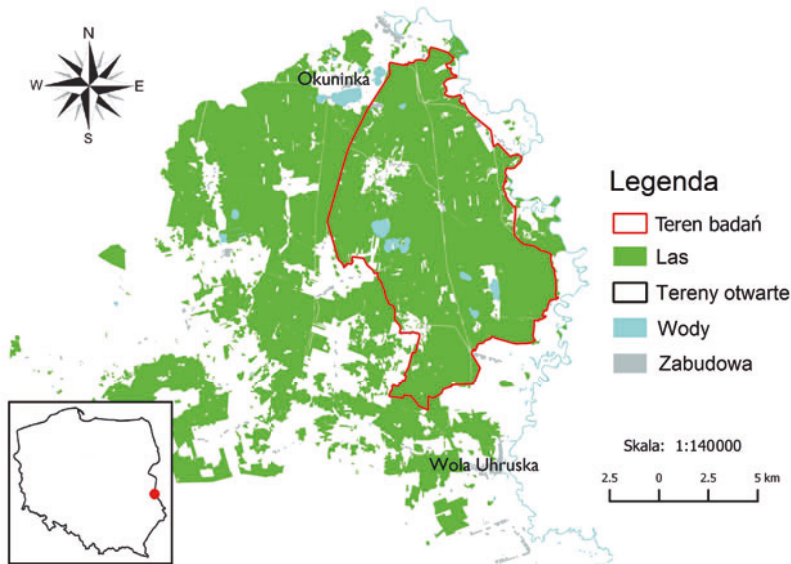 N
W E
S
Okuninka
Legenda
Teren badań
Las
Tereny otwarte
Wody
Zabudowa
Wola Uhruska
Skala: 1:140000
2.5 0 2.5 5 km